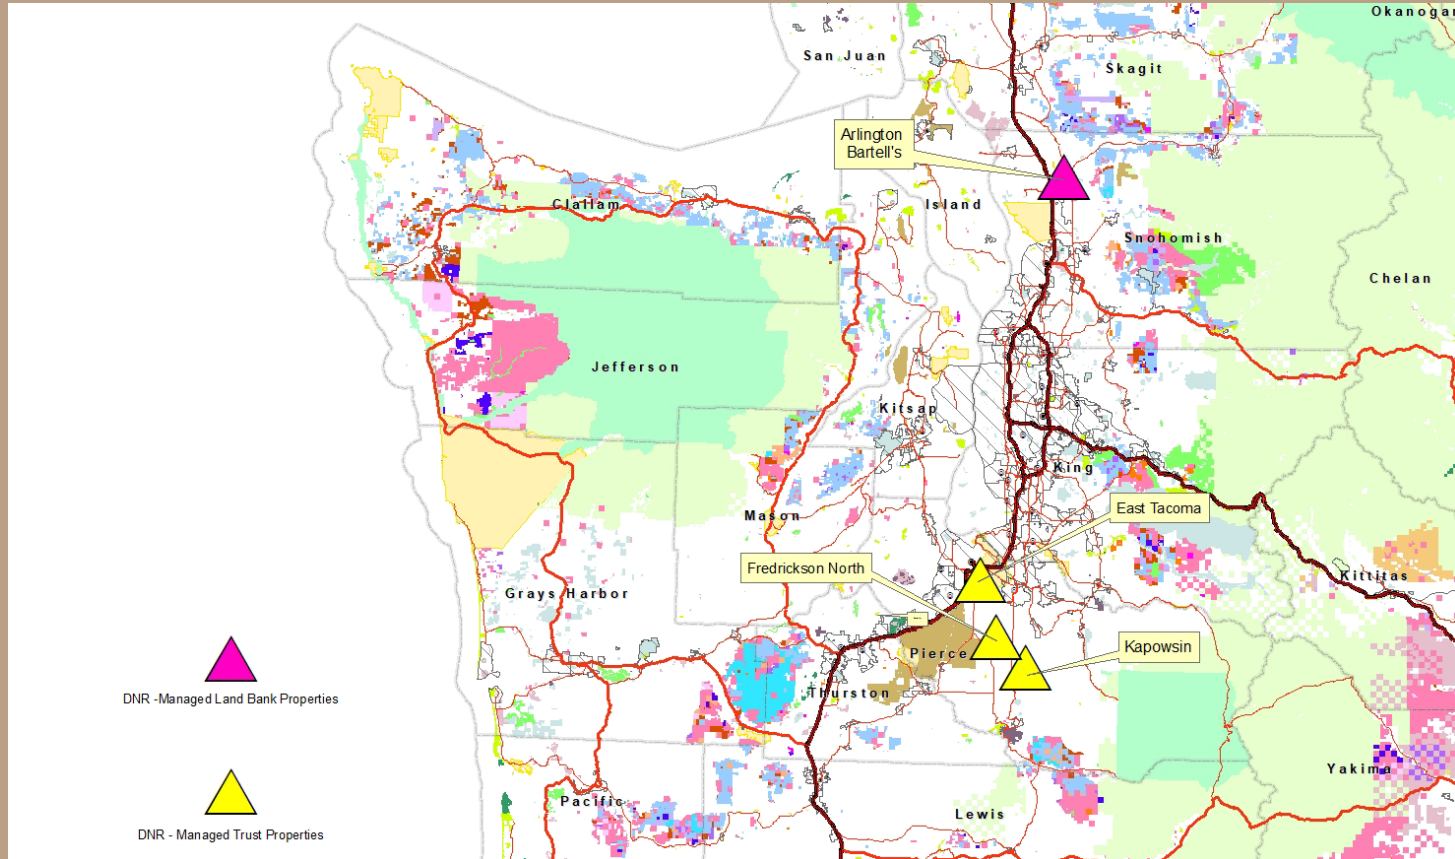 Okanogan
San Juan
Skagit
Arlington
Bartell's
Clallam
Island
Snohomish
Chelan
Jefferson
Kitsap
King
East Tacoma
Mason
Fredrickson North
Kittitas
Grays Harbor
Kapowsin
Pierce
Thurston
DNR -Managed Land Bank Properties
Yakima
Pacific
Lewis
DNR - Managed Trust Properties